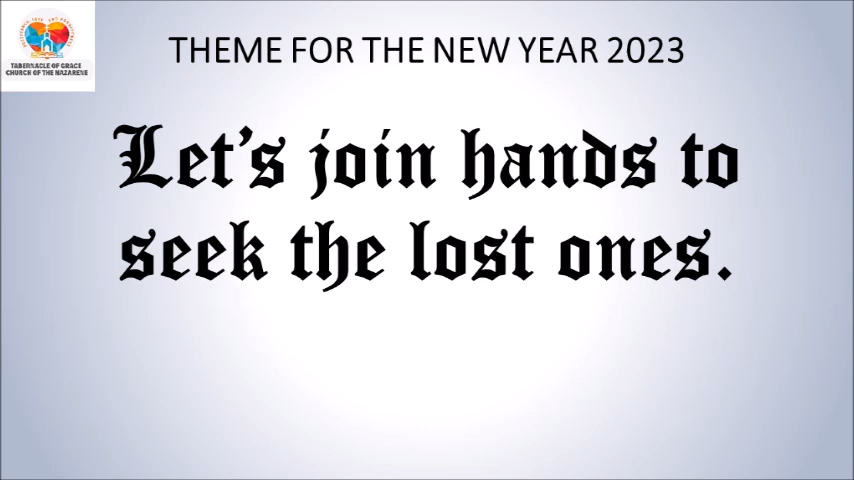 TABERNACLE OF GRACE
CHURCH OF THE NAZARENE
THEME FOR THE NEW YEAR 2023
Let's join hands to
seek the lost ones.